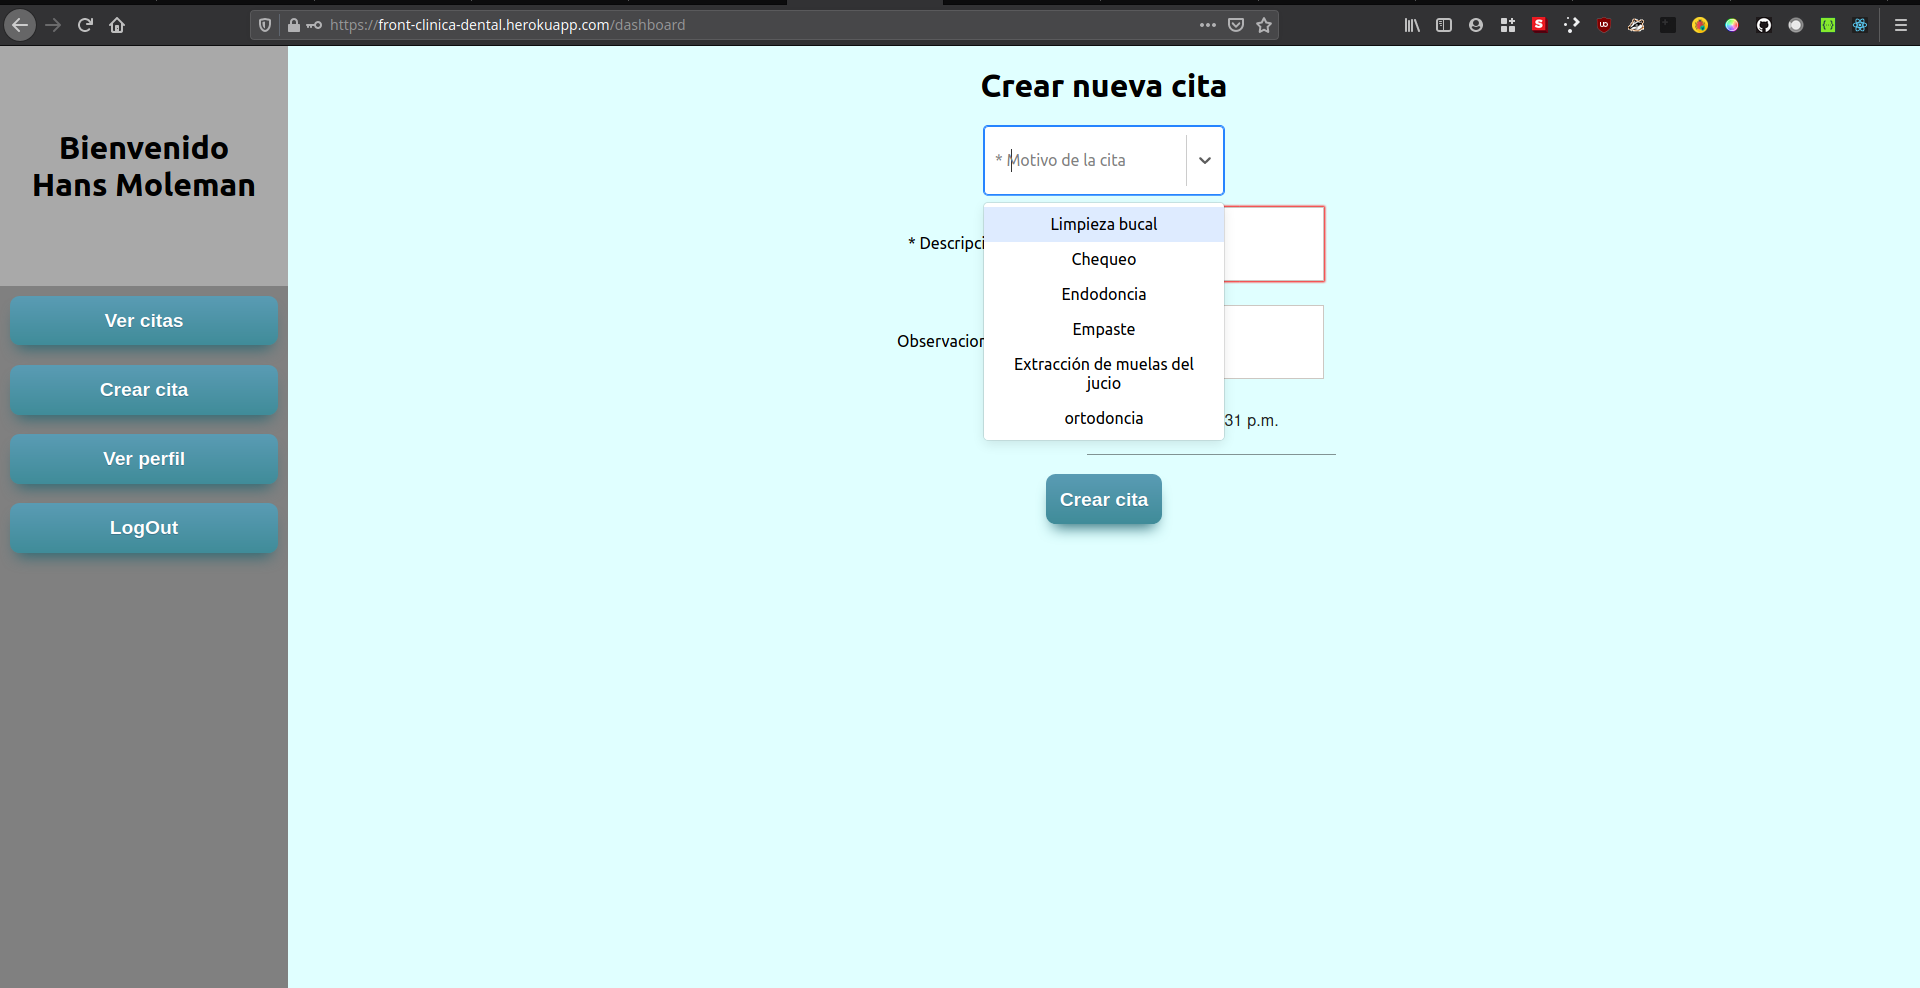 https://front-clinica-dental.herokuapp.com/dashboard
Bienvenido
Hans Moleman
Ver citas
Crear cita
Ver perfil
LogOut
Crear nueva cita
* Motivo de la cita
Limpieza bucal
* Descripci
Chequeo
Endodoncia
Empaste
Observacion
Extracción de muelas del
jucio
ortodoncia
31 p.m.
Crear cita